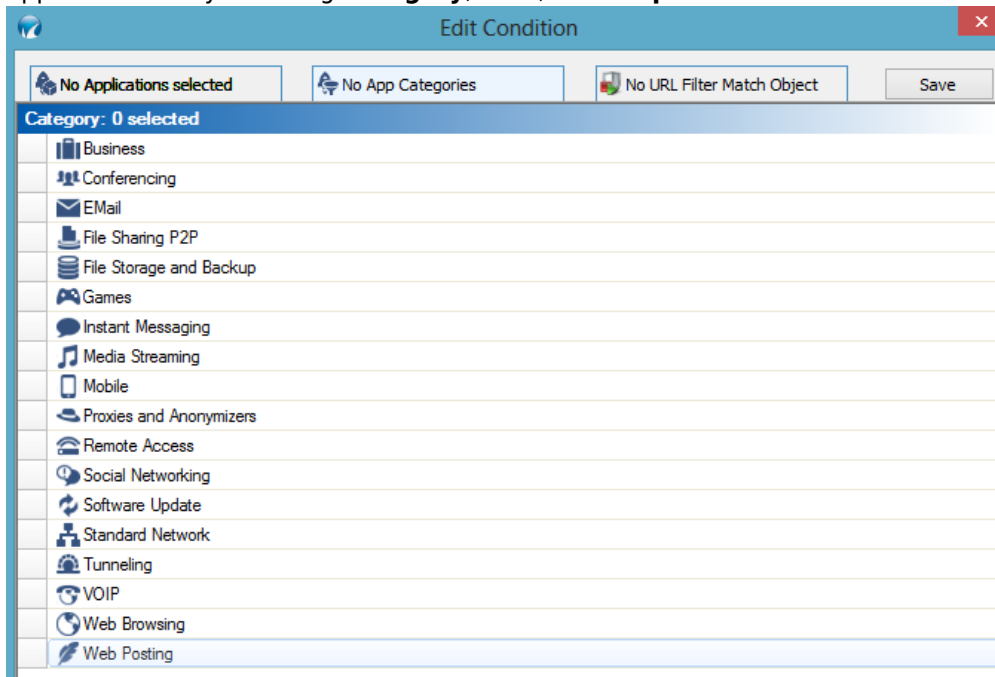 Edit Condition
No Applications selected
No App Categories
No URL Filter Match Object
Save
Category: 0 selected
Business
Conferencing
EMail
File Sharing P2P
File Storage and Backup
Games
Instant Messaging
Media Streaming
Mobile
Proxies and Anonymizers
Remote Access
Social Networking
Software Update
Standard Network
Tunneling
VOIP
Web Browsing
Web Posting